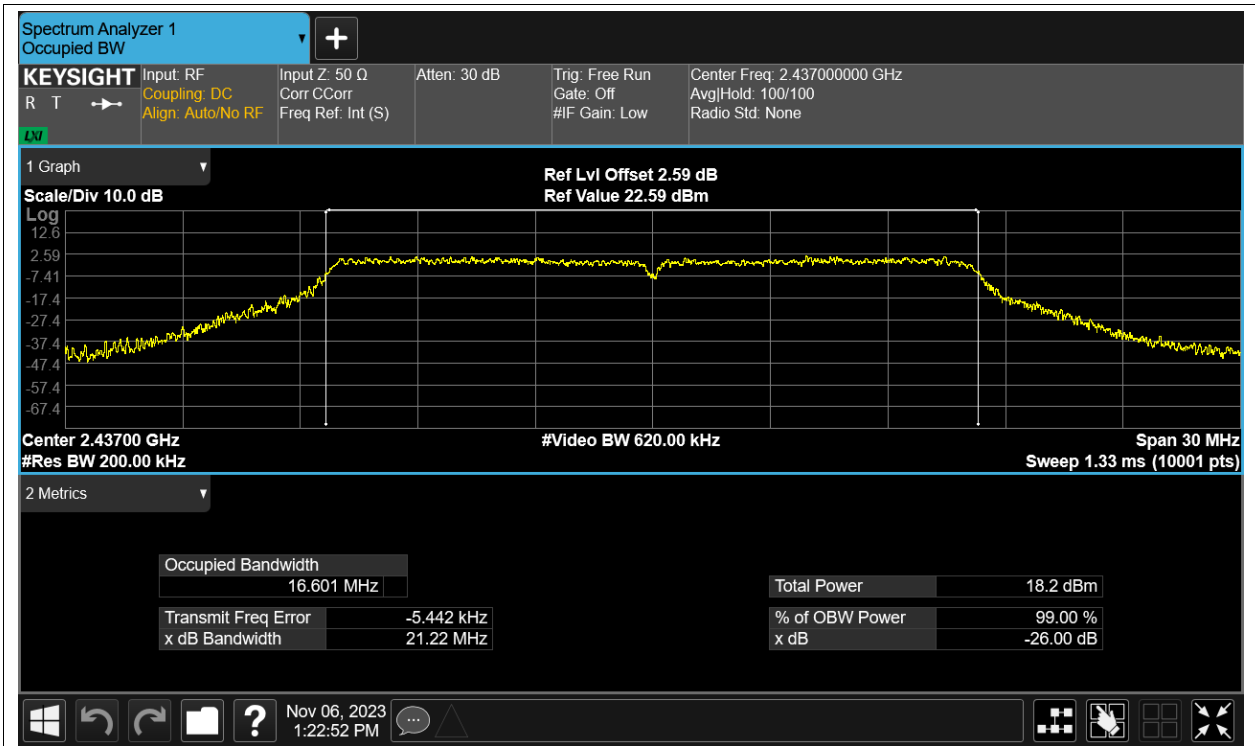 Spectrum Analyzer 1
Occupied BW
KEYSIGHT
R T
LXI
Input: RF
Coupling: DC
Align: Auto/No RF
Input Z: 50 Ω
Corr CCorr
Freq Ref: Int (S)
Atten: 30 dB
Trig: Free Run
Gate: Off
#IF Gain: Low
Center Freq: 2.437000000 GHz
Avg|Hold: 100/100
Radio Std: None
1 Graph
Scale/Div 10.0 dB
Ref Lvl Offset 2.59 dB
Ref Value 22.59 dBm
Log
12.6
2.59
-7.41
-17.4
-27.4
-37.4
-47.4
-57.4
-67.4
Center 2.43700 GHz
#Res BW 200.00 kHz
#Video BW 620.00 kHz
Span 30 MHz
Sweep 1.33 ms (10001 pts)
2 Metrics
Occupied Bandwidth
16.601 MHz
Transmit Freq Error -5.442 kHz
x dB Bandwidth 21.22 MHz
Total Power 18.2 dBm
% of OBW Power 99.00 %
x dB -26.00 dB
?
Nov 06, 2023
1:22:52 PM